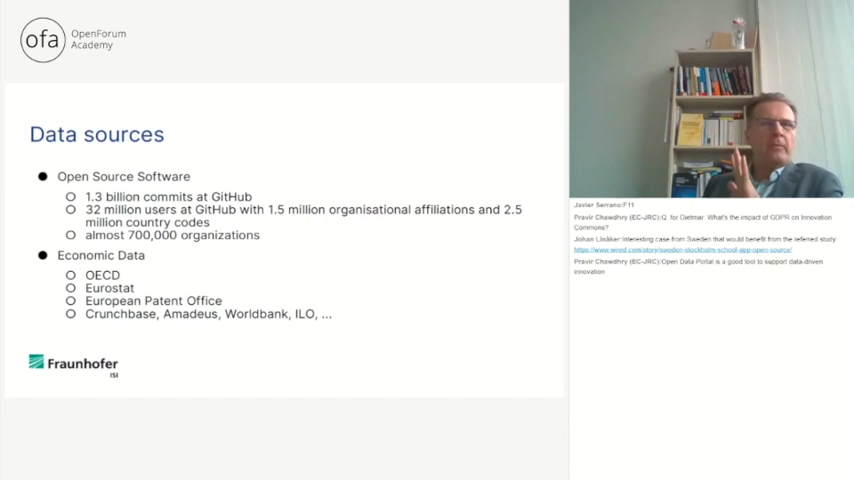 ofa
OpenForum
Academy
Data sources
Open Source Software
1.3 billion commits at GitHub
32 million users at GitHub with 1.5 million organisational affiliations and 2.5
million country codes
almost 700,000 organizations
Economic Data
OECD
Eurostat
European Patent Office
Crunchbase, Amadeus, Worldbank, ILO, ...
Fraunhofer
ISI
Javier Serrano:F11
Pravir Chawdhry (EC-JRC):Q for Dietmar: What's the impact of GDPR on Innovation
Commons?
Johan Linåker:Interesting case from Sweden that would benefit from the referred study:
https://www.wired.com/story/sweden-stockholm-school-app-open-source/
Pravir Chawdhry (EC-JRC):Open Data Portal is a good tool to support data-driven
innovation